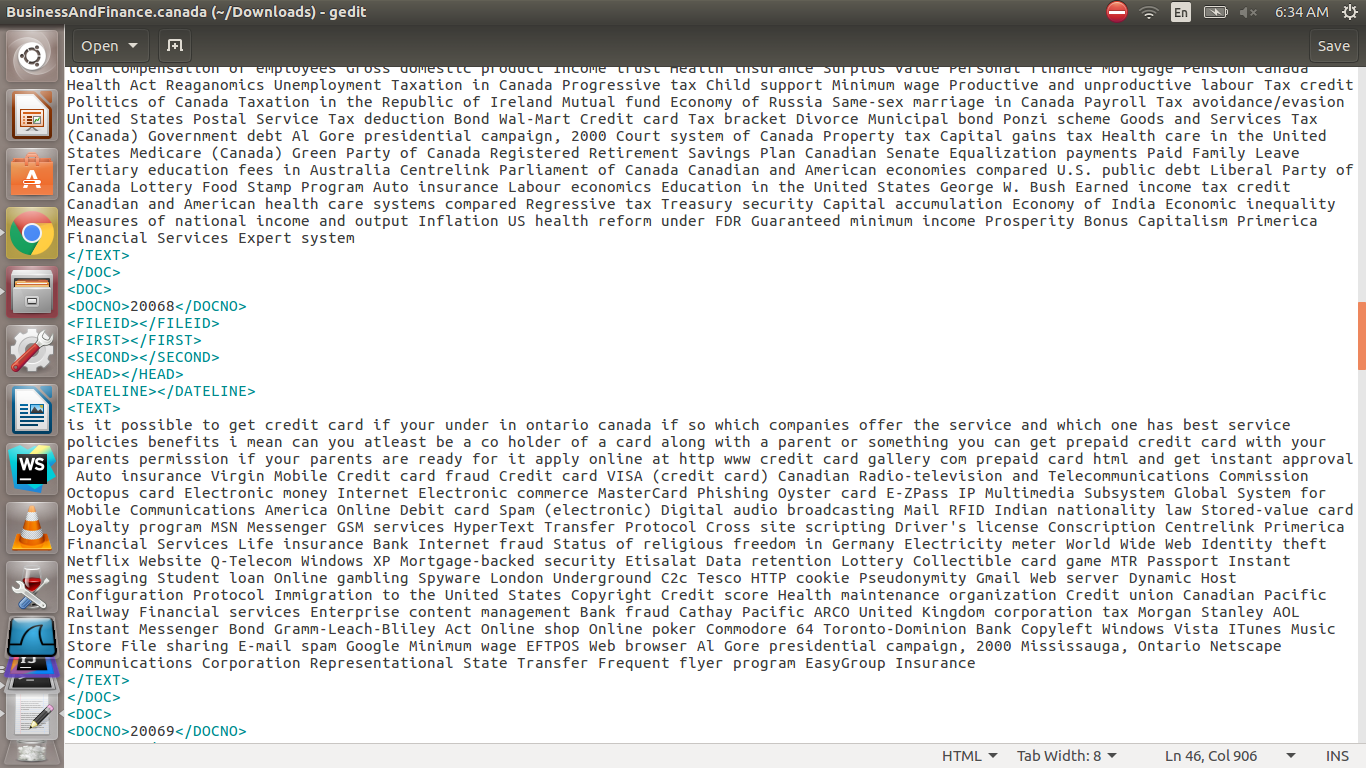 BusinessAndFinance.canada (~/Downloads) - gedit
En
6:34 AM
Open
Save
loan Compensation of employees Gross domestic product Income trust Health insurance Surplus value Personal finance Mortgage Pension Canada
Health Act Reaganomics Unemployment Taxation in Canada Progressive tax Child support Minimum wage Productive and unproductive labour Tax credit
Politics of Canada Taxation in the Republic of Ireland Mutual fund Economy of Russia Same-sex marriage in Canada Payroll Tax avoidance/evasion
United States Postal Service Tax deduction Bond Wal-Mart Credit card Tax bracket Divorce Municipal bond Ponzi scheme Goods and Services Tax
(Canada) Government debt Al Gore presidential campaign, 2000 Court system of Canada Property tax Capital gains tax Health care in the United
States Medicare (Canada) Green Party of Canada Registered Retirement Savings Plan Canadian Senate Equalization payments Paid Family Leave
Tertiary education fees in Australia Centrelink Parliament of Canada Canadian and American economies compared U.S. public debt Liberal Party of
Canada Lottery Food Stamp Program Auto insurance Labour economics Education in the United States George W. Bush Earned income tax credit
Canadian and American health care systems compared Regressive tax Treasury security Capital accumulation Economy of India Economic inequality
Measures of national income and output Inflation US health reform under FDR Guaranteed minimum income Prosperity Bonus Capitalism Primerica
Financial Services Expert system
</TEXT>
</DOC>
<DOC>
<DOCNO>20068</DOCNO>
<FILEID></FILEID>
<FIRST></FIRST>
<SECOND></SECOND>
<HEAD></HEAD>
<DATELINE></DATELINE>
<TEXT>
is it possible to get credit card if your under in ontario canada if so which companies offer the service and which one has best service
policies benefits i mean can you atleast be a co holder of a card along with a parent or something you can get prepaid credit card with your
parents permission if your parents are ready for it apply online at http www credit card gallery com prepaid card html and get instant approval
Auto insurance Virgin Mobile Credit card fraud Credit card VISA (credit card) Canadian Radio-television and Telecommunications Commission
Octopus card Electronic money Internet Electronic commerce MasterCard Phishing Oyster card E-ZPass IP Multimedia Subsystem Global System for
Mobile Communications America Online Debit card Spam (electronic) Digital audio broadcasting Mail RFID Indian nationality law Stored-value card
Loyalty program MSN Messenger GSM services HyperText Transfer Protocol Cross site scripting Driver's license Conscription Centrelink Primerica
Financial Services Life insurance Bank Internet fraud Status of religious freedom in Germany Electricity meter World Wide Web Identity theft
Netflix Website Q-Telecom Windows XP Mortgage-backed security Etisalat Data retention Lottery Collectible card game MTR Passport Instant
messaging Student loan Online gambling Spyware London Underground C2c Tesco HTTP cookie Pseudonymity Gmail Web server Dynamic Host
Configuration Protocol Immigration to the United States Copyright Credit score Health maintenance organization Credit union Canadian Pacific
Railway Financial services Enterprise content management Bank fraud Cathay Pacific ARCO United Kingdom corporation tax Morgan Stanley AOL
Instant Messenger Bond Gramm-Leach-Bliley Act Online shop Online poker Commodore 64 Toronto-Dominion Bank Copyleft Windows Vista ITunes Music
Store File sharing E-mail spam Google Minimum wage EFTPOS Web browser Al Gore presidential campaign, 2000 Mississauga, Ontario Netscape
Communications Corporation Representational State Transfer Frequent flyer program EasyGroup Insurance
</TEXT>
</DOC>
<DOC>
<DOCNO>20069</DOCNO>
WS
HTML
Tab Width: 8
Ln 46, Col 906
INS